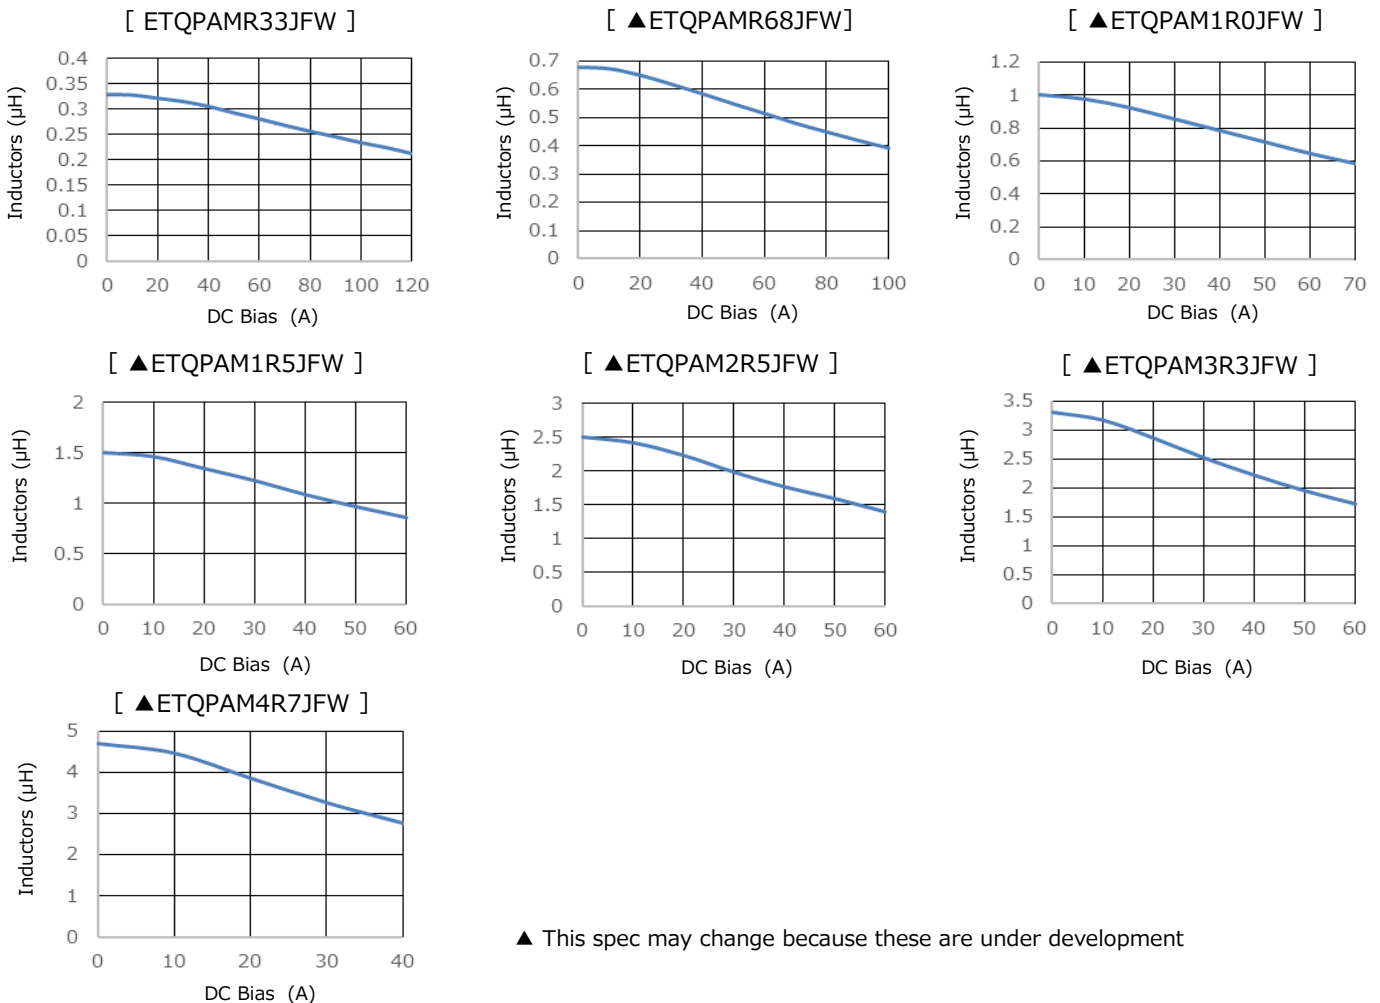 [ ETQPAMR33JFW ]
Inductors (μH)
0.4
0.35
0.3
0.25
0.2
0.15
0.1
0.05
0
0 20 40 60 80 100 120
DC Bias (A)
[ ▲ETQPAMR68JFW]
Inductors (μH)
0.7
0.6
0.5
0.4
0.3
0.2
0.1
0
0 20 40 60 80 100
DC Bias (A)
[ ▲ETQPAM1R0JFW ]
Inductors (μH)
1.2
1
0.8
0.6
0.4
0.2
0
0 10 20 30 40 50 60 70
DC Bias (A)
[ ▲ETQPAM1R5JFW ]
Inductors (μH)
2
1.5
1
0.5
0
0 10 20 30 40 50 60
DC Bias (A)
[ ▲ETQPAM2R5JFW ]
Inductors (μH)
3
2.5
2
1.5
1
0.5
0
0 10 20 30 40 50 60
DC Bias (A)
[ ▲ETQPAM3R3JFW ]
Inductors (μH)
3.5
3
2.5
2
1.5
1
0.5
0
0 10 20 30 40 50 60
DC Bias (A)
[ ▲ETQPAM4R7JFW ]
Inductors (μH)
5
4
3
2
1
0
0 10 20 30 40
DC Bias (A)
▲ This spec may change because these are under development